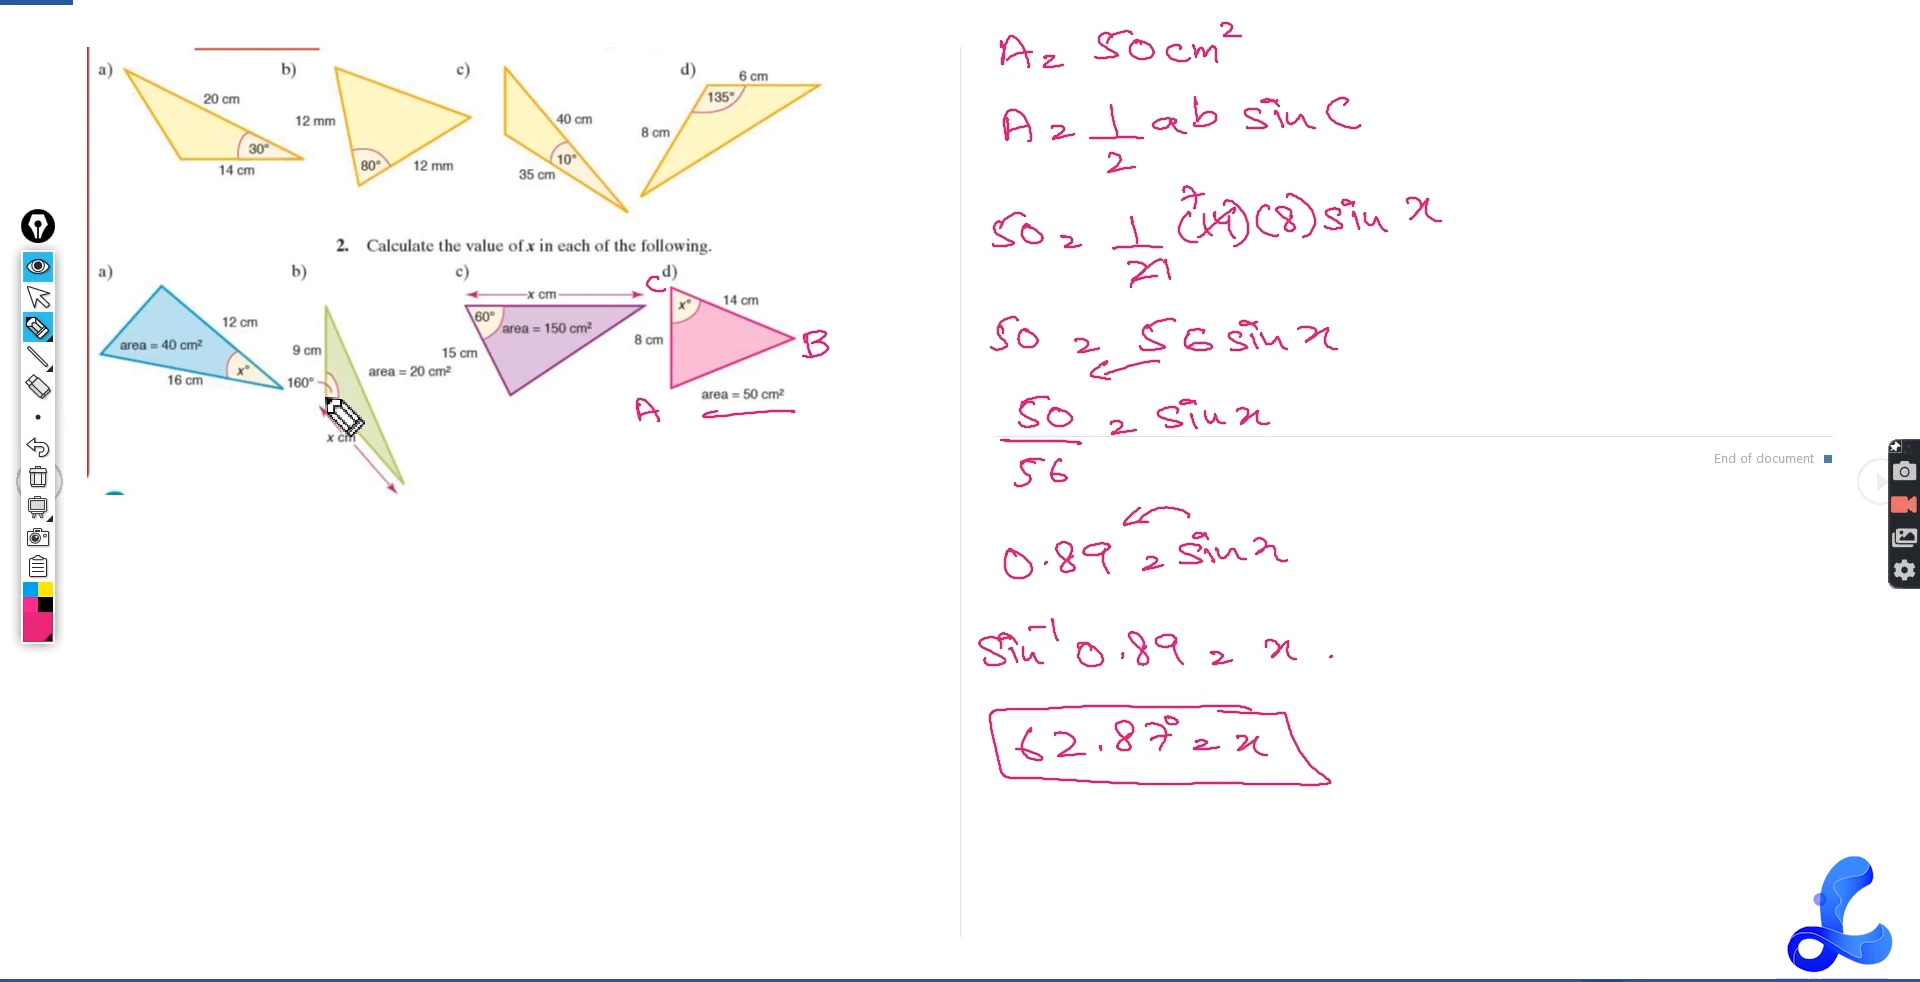 a)
b)
c)
d)
6 cm
135°
20 cm
12 mm
40 cm
8 cm
30°
80°
12 mm
10°
14 cm
35 cm
2. Calculate the value of x in each of the following.
a)
b)
c)
d)
x cm
C
x°
14 cm
12 cm
60°
area = 150 cm²
area = 40 cm²
9 cm
15 cm
8 cm
B
16 cm
x°
160°
area = 20 cm²
A
area = 50 cm²
x cm
A = 50 cm²
A = 1/2 ab sin C
50 = 1/2 (14) (8) sin x
7
1
50 = 56 sin x
50/56 = sin x
0.89 = sin x
sin⁻¹ 0.89 = x .
62.87° = x
End of document